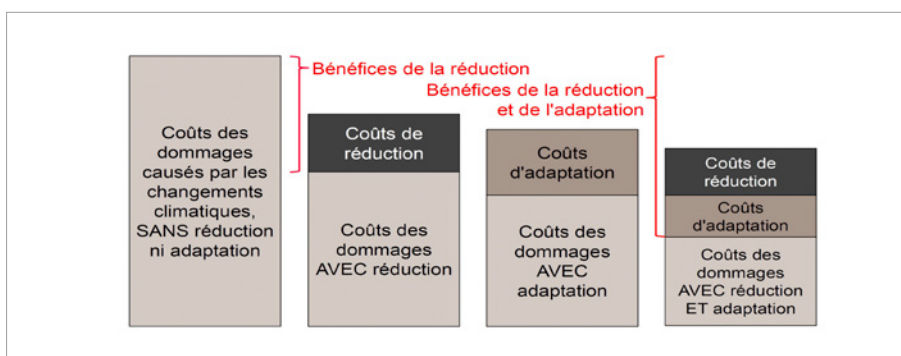 Coûts des
dommages
causés par les
changements
climatiques,
SANS réduction
ni adaptation
Bénéfices de la réduction
Coûts de
réduction
Coûts des
dommages
AVEC réduction
Bénéfices de la réduction
et de l'adaptation
Coûts
d'adaptation
Coûts des
dommages
AVEC
adaptation
Coûts de
réduction
Coûts
d'adaptation
Coûts des
dommages
AVEC réduction
ET adaptation